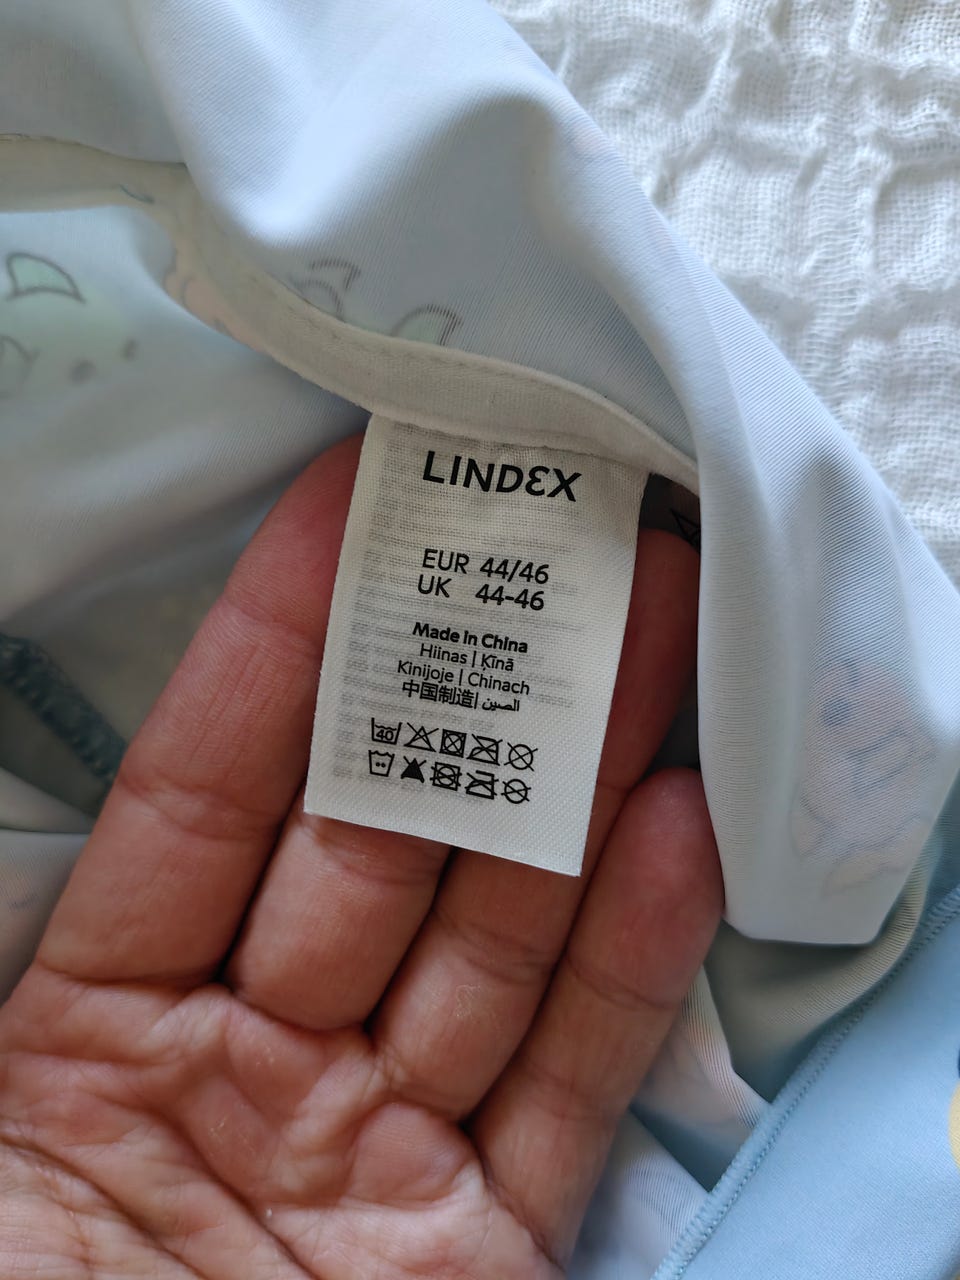 LINDEX
EUR 44/46
UK 44-46
Made in China
Hiinas | Ķīnā
Kinijoje | Chinach
中国制造| الصين
40